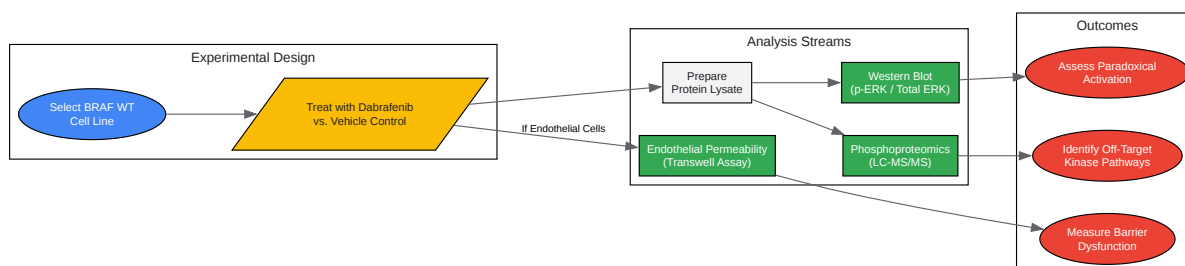 Experimental Design
Select BRAF WT
Cell Line
Treat with Dabrafenib
vs. Vehicle Control
If Endothelial Cells
Analysis Streams
Prepare
Protein Lysate
Western Blot
(p-ERK / Total ERK)
Endothelial Permeability
(Transwell Assay)
Phosphoproteomics
(LC-MS/MS)
Outcomes
Assess Paradoxical
Activation
Identify Off-Target
Kinase Pathways
Measure Barrier
Dysfunction